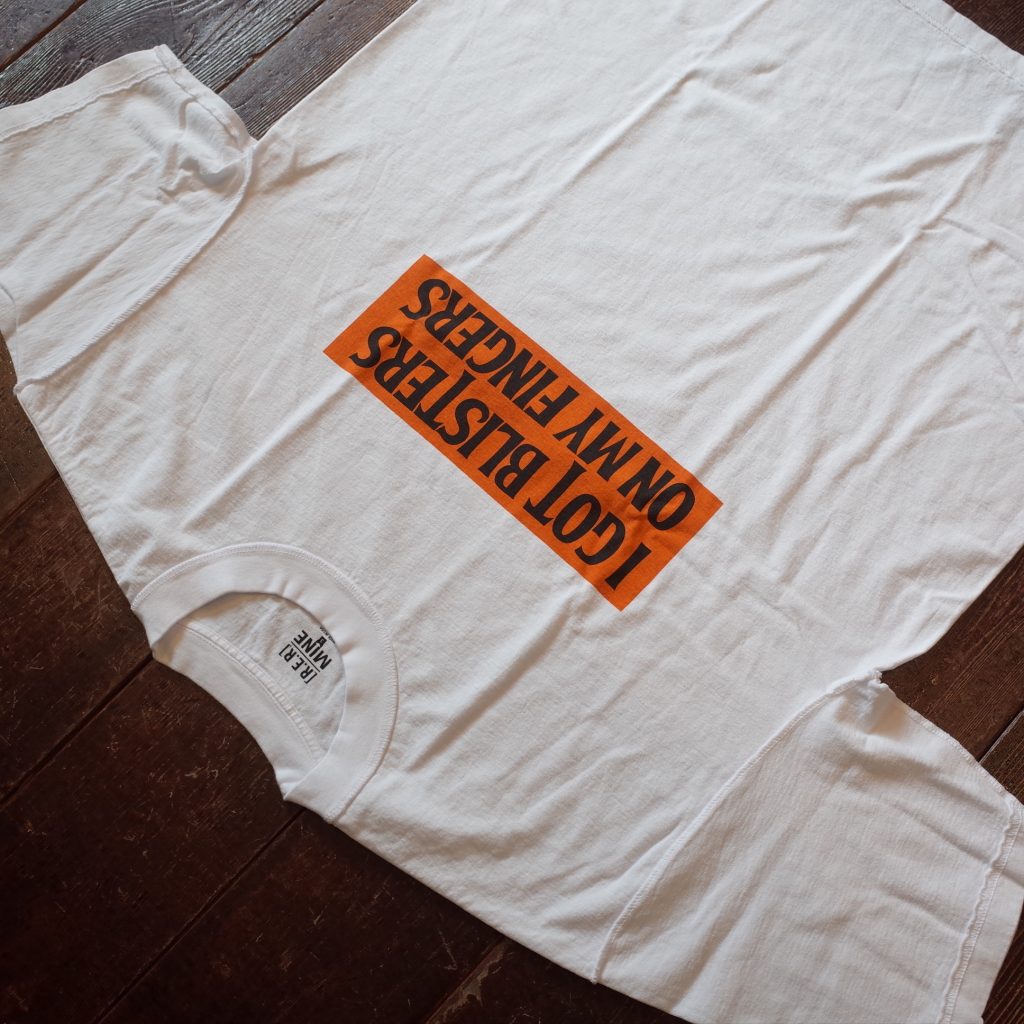 I GOT BLISTERS
ON MY FINGERS
[R.E.R]
MINE